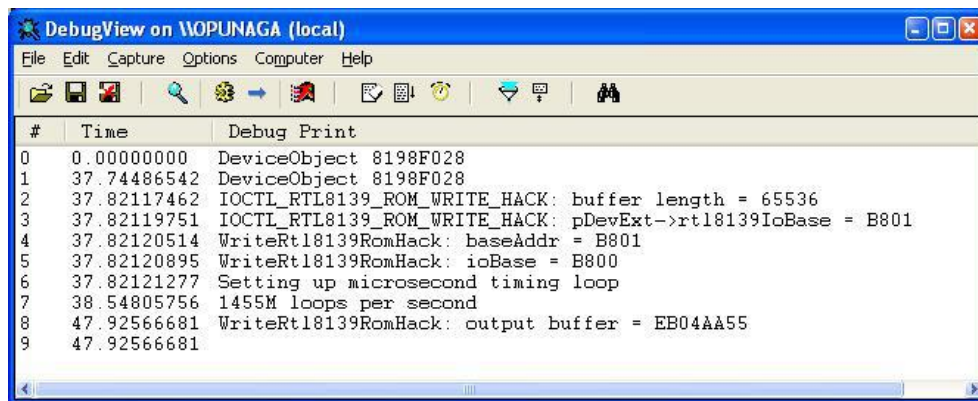 DebugView on \\OPUNAGA (local)
File Edit Capture Options Computer Help
# Time Debug Print
0 0.00000000 DeviceObject 8198F028
1 37.74486542 DeviceObject 8198F028
2 37.82117462 IOCTL_RTL8139_ROM_WRITE_HACK: buffer length = 65536
3 37.82119751 IOCTL_RTL8139_ROM_WRITE_HACK: pDevExt->rtl8139IoBase = B801
4 37.82120514 WriteRtl8139RomHack: baseAddr = B801
5 37.82120895 WriteRtl8139RomHack: ioBase = B800
6 37.82121277 Setting up microsecond timing loop
7 38.54805756 1455M loops per second
8 47.92566681 WriteRtl8139RomHack: output buffer = EB04AA55
9 47.92566681